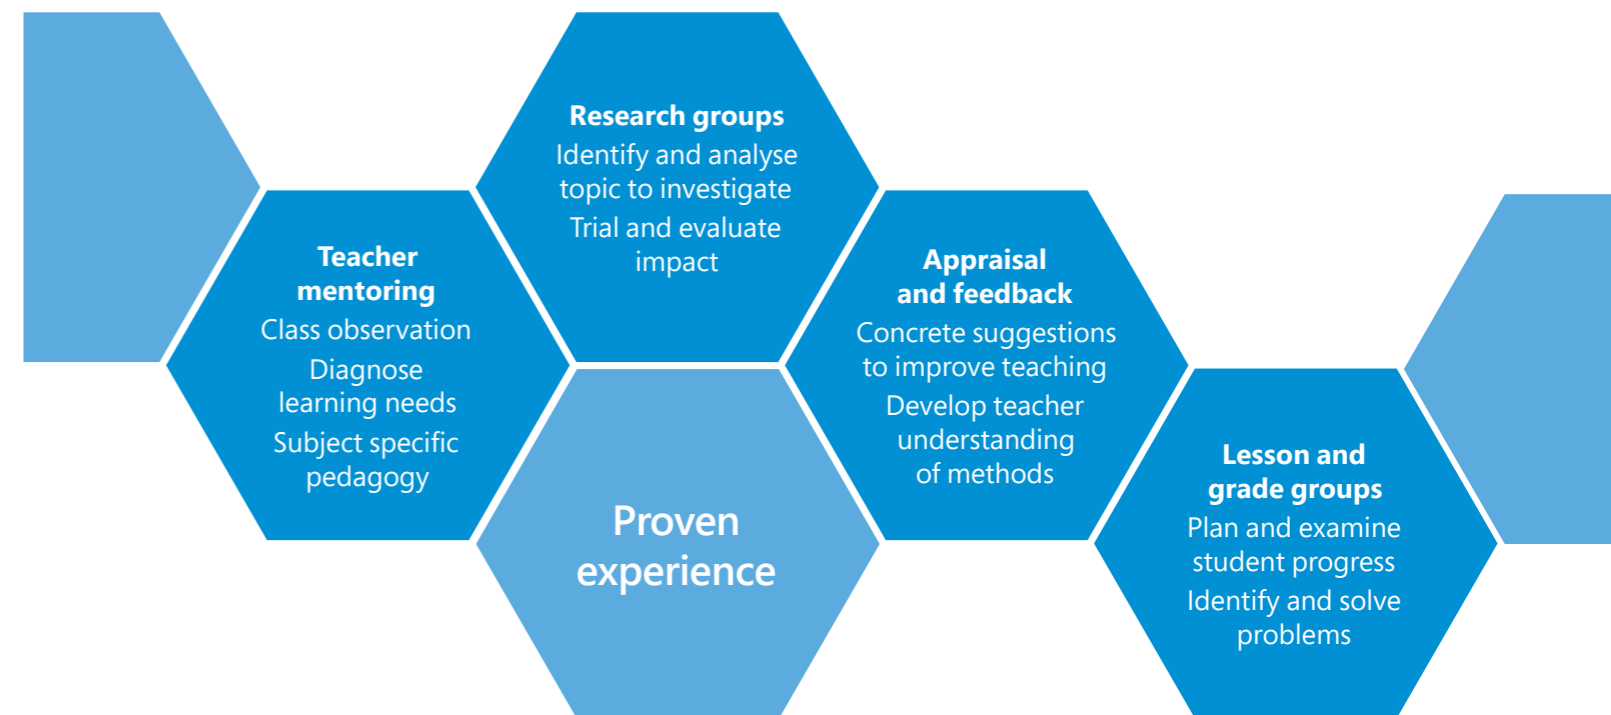 Research groups
Identify and analyse
topic to investigate
Trial and evaluate
impact
Teacher
mentoring
Class observation
Diagnose
learning needs
Subject specific
pedagogy
Appraisal
and feedback
Concrete suggestions
to improve teaching
Develop teacher
understanding
of methods
Proven
experience
Lesson and
grade groups
Plan and examine
student progress
Identify and solve
problems